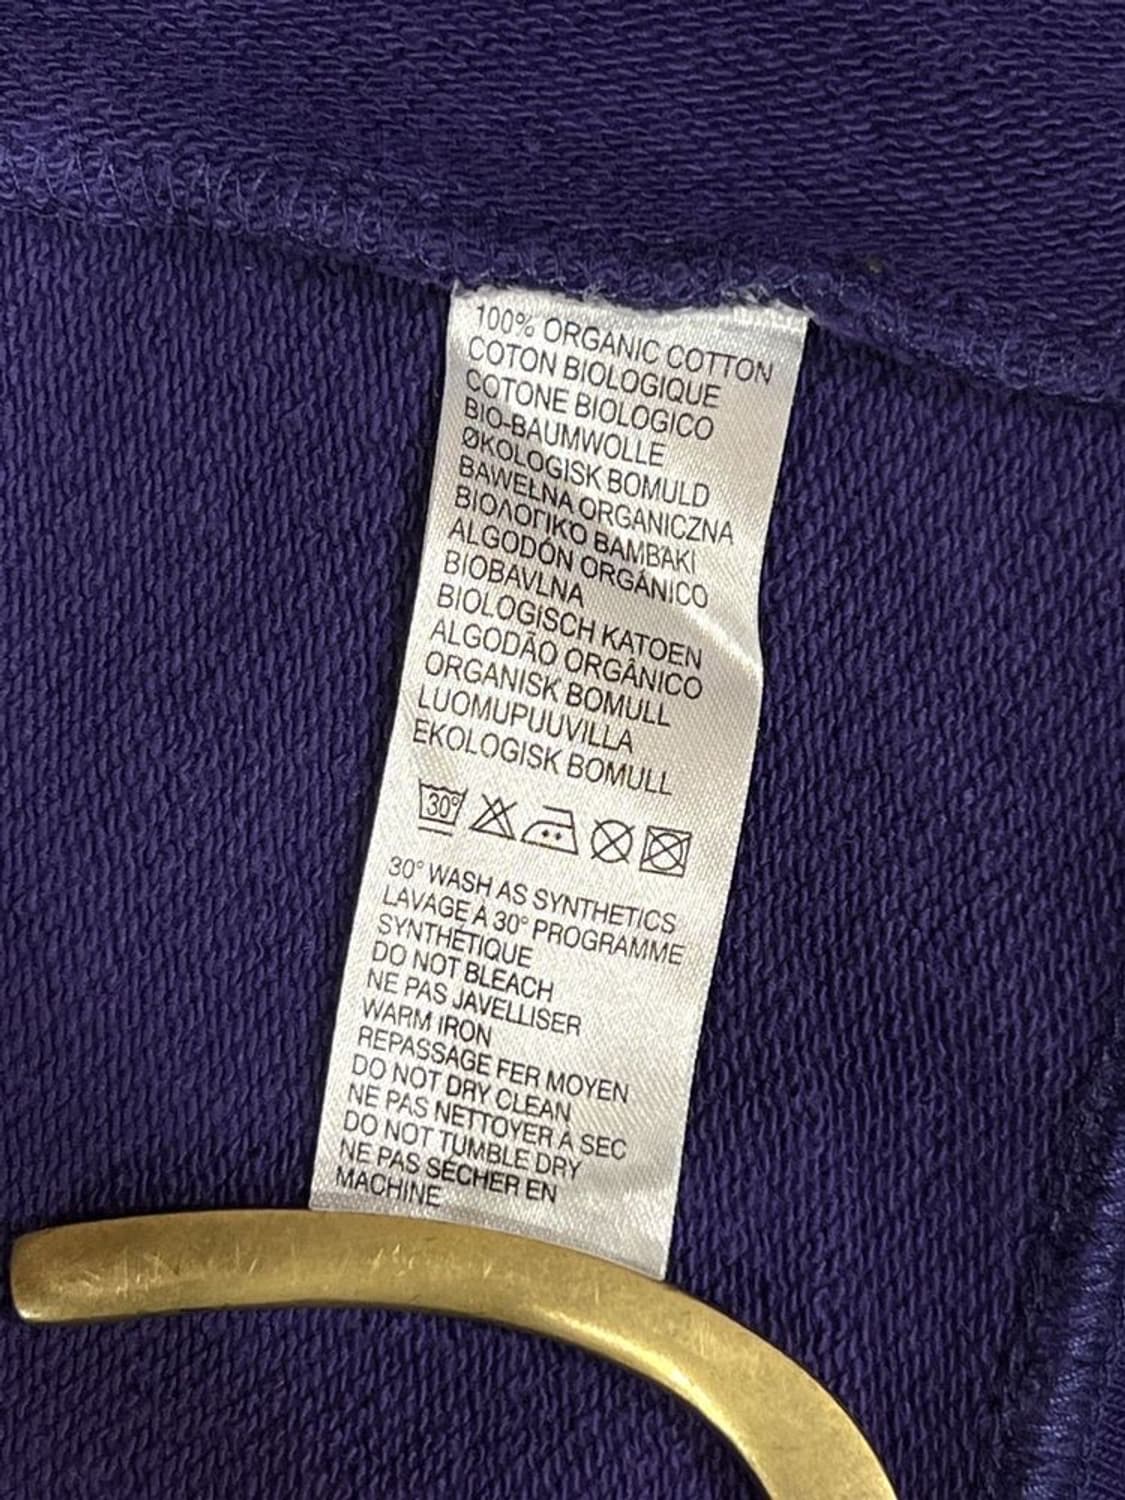 100% ORGANIC COTTON
COTON BIOLOGIQUE
COTONE BIOLOGICO
BIO-BAUMWOLLE
ØKOLOGISK BOMULD
BAWEŁNA ORGANICZNA
ΒΙΟΛΟΓΙΚΌ ΒΑΜΒΑΚΙ
ALGODÓN ORGÁNICO
BIOBAVLNA
BIOLOGISCH KATOEN
ALGODÃO ORGÂNICO
ORGANISK BOMULL
LUOMUPUUVILLA
EKOLOGISK BOMULL
30°
30° WASH AS SYNTHETICS
LAVAGE À 30° PROGRAMME
SYNTHÉTIQUE
DO NOT BLEACH
NE PAS JAVELLISER
WARM IRON
REPASSAGE FER MOYEN
DO NOT DRY CLEAN
NE PAS NETTOYER À SEC
DO NOT TUMBLE DRY
NE PAS SÉCHER EN
MACHINE